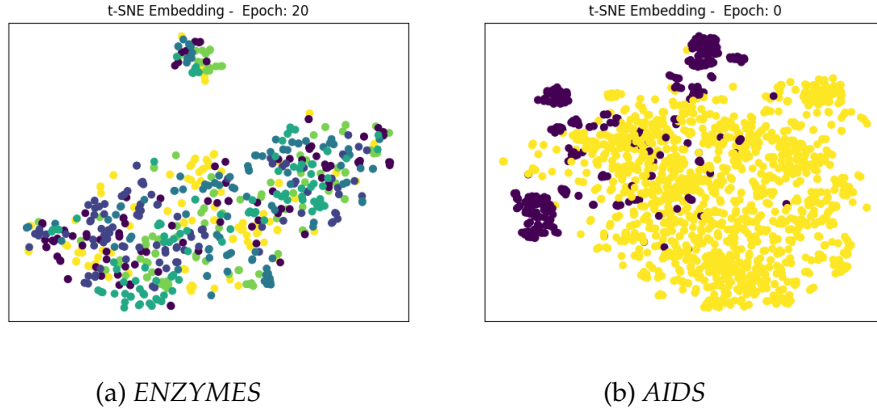 t-SNE Embedding - Epoch: 20
t-SNE Embedding - Epoch: 0
(a) ENZYMES
(b) AIDS